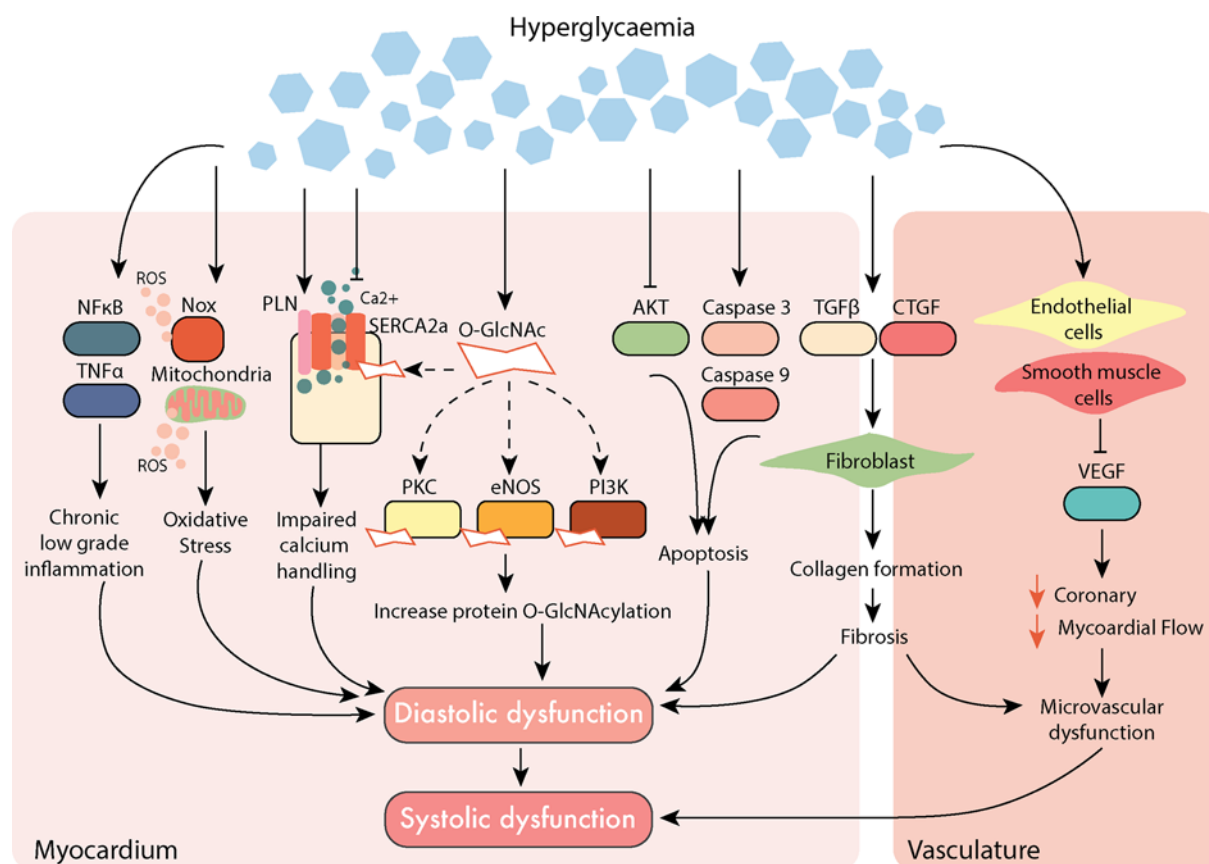 Hyperglycaemia
ROS
NFκB
Nox
TNFα
Mitochondria
ROS
Chronic
low grade
inflammation
Oxidative
Stress
PLN
Ca2+
SERCA2a
Impaired
calcium
handling
O-GlcNAc
PKC
eNOS
PI3K
Increase protein O-GlcNAcylation
AKT
Caspase 3
Caspase 9
Apoptosis
TGFβ
CTGF
Fibroblast
Collagen formation
Fibrosis
Endothelial
cells
Smooth muscle
cells
VEGF
Coronary
Mycoardial Flow
Microvascular
dysfunction
Diastolic dysfunction
Systolic dysfunction
Myocardium
Vasculature